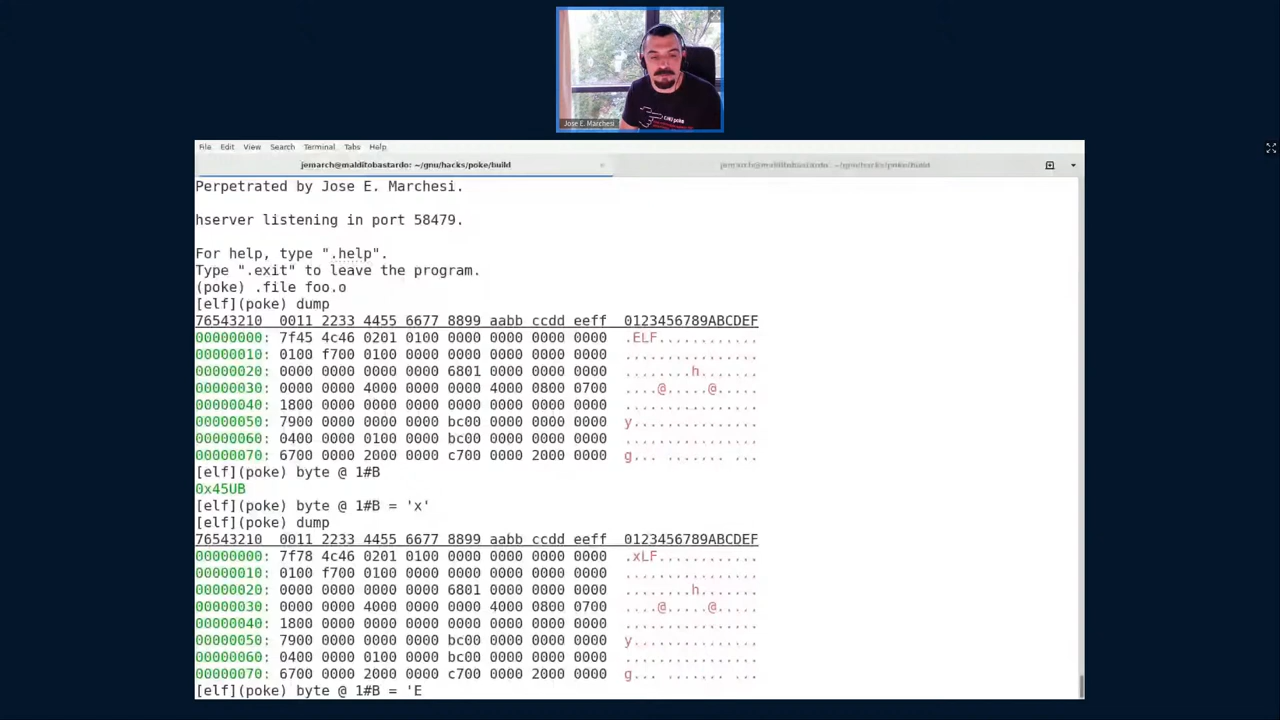 GNU poke
Jose E. Marchesi
File Edit View Search Terminal Tabs Help
jemarch@malditobastardo: ~/gnu/hacks/poke/build
jemarch@malditobastardo: ~/gnu/hacks/poke/build
Perpetrated by Jose E. Marchesi.
hserver listening in port 58479.
For help, type ".help".
Type ".exit" to leave the program.
(poke) .file foo.o
[elf](poke) dump
76543210 0011 2233 4455 6677 8899 aabb ccdd eeff 0123456789ABCDEF
00000000: 7f45 4c46 0201 0100 0000 0000 0000 0000 .ELF............
00000010: 0100 f700 0100 0000 0000 0000 0000 0000 ................
00000020: 0000 0000 0000 0000 6801 0000 0000 0000 ........h.......
00000030: 0000 0000 4000 0000 0000 4000 0800 0700 ....@.....@.....
00000040: 1800 0000 0000 0000 0000 0000 0000 0000 ................
00000050: 7900 0000 0000 0000 bc00 0000 0000 0000 y...............
00000060: 0400 0000 0100 0000 bc00 0000 0000 0000 ................
00000070: 6700 0000 2000 0000 c700 0000 2000 0000 g... ....... ...
[elf](poke) byte @ 1#B
0x45UB
[elf](poke) byte @ 1#B = 'x'
[elf](poke) dump
76543210 0011 2233 4455 6677 8899 aabb ccdd eeff 0123456789ABCDEF
00000000: 7f78 4c46 0201 0100 0000 0000 0000 0000 .xLF............
00000010: 0100 f700 0100 0000 0000 0000 0000 0000 ................
00000020: 0000 0000 0000 0000 6801 0000 0000 0000 ........h.......
00000030: 0000 0000 4000 0000 0000 4000 0800 0700 ....@.....@.....
00000040: 1800 0000 0000 0000 0000 0000 0000 0000 ................
00000050: 7900 0000 0000 0000 bc00 0000 0000 0000 y...............
00000060: 0400 0000 0100 0000 bc00 0000 0000 0000 ................
00000070: 6700 0000 2000 0000 c700 0000 2000 0000 g... ....... ...
[elf](poke) byte @ 1#B = 'E